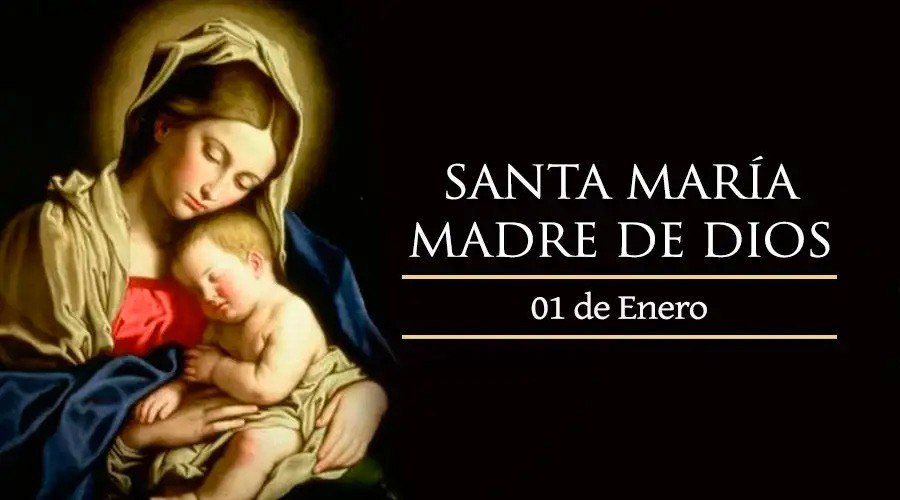 SANTA MARÍA
MADRE DE DIOS
01 de Enero